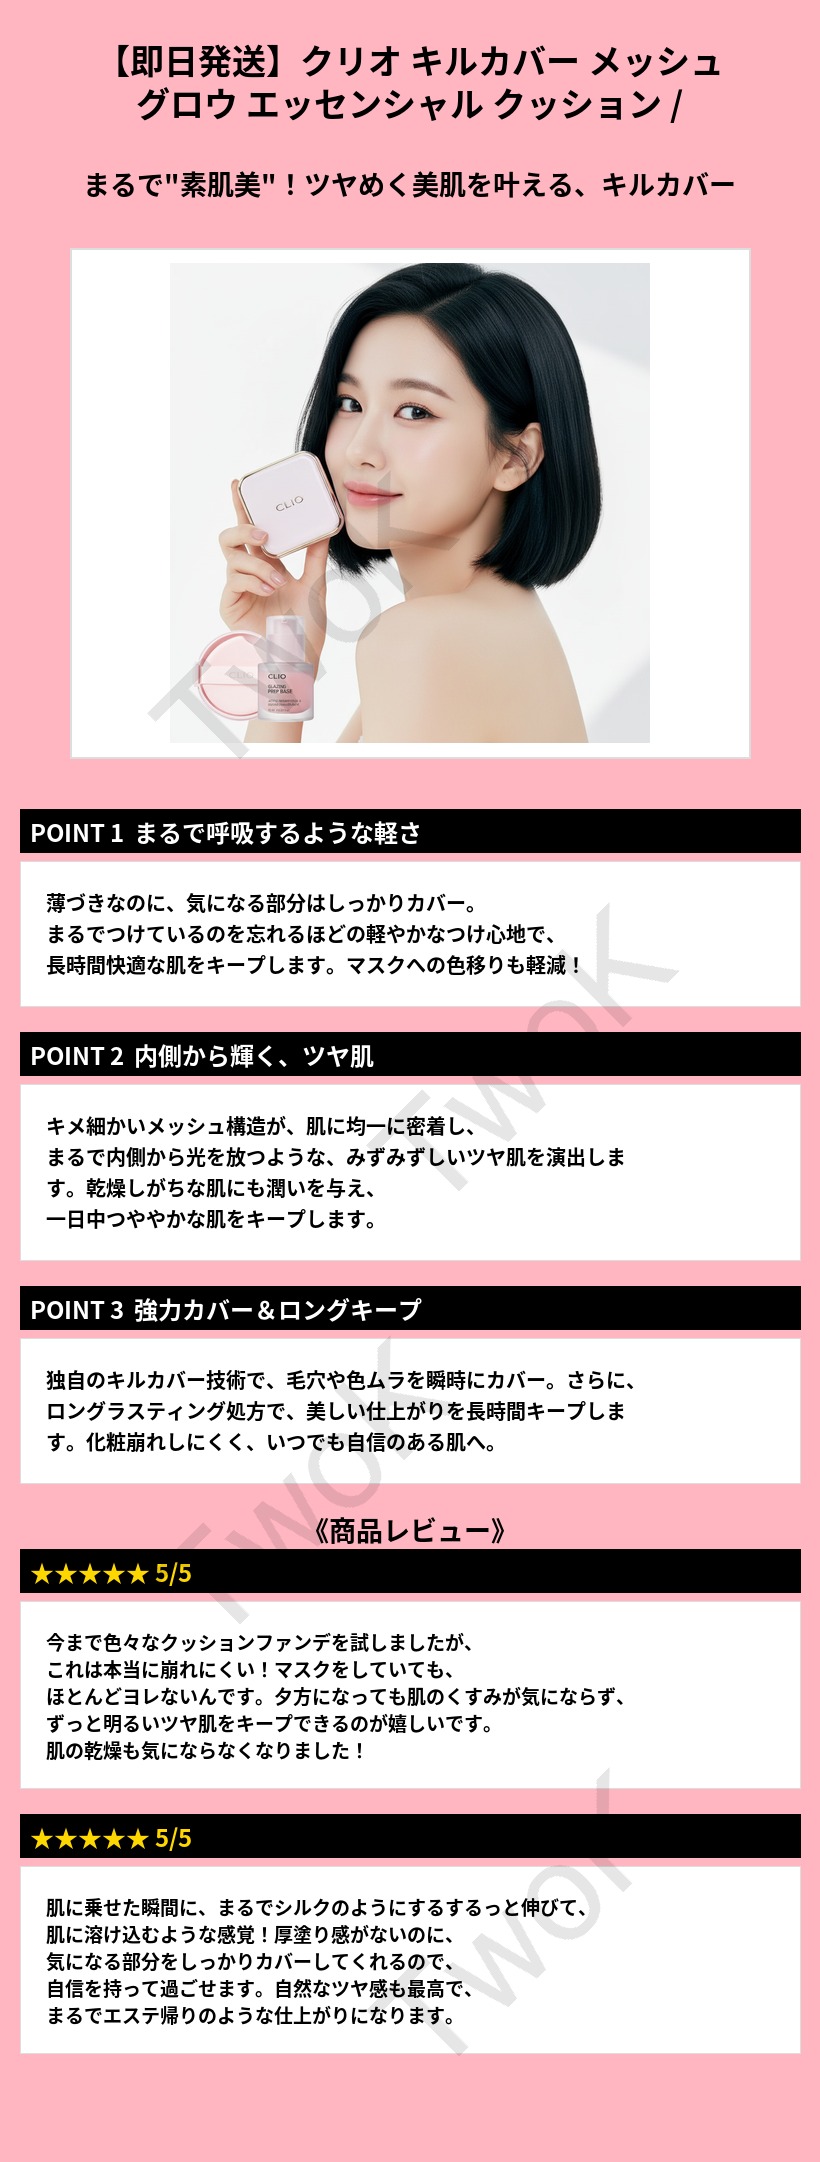 【即日発送】クリオ キルカバー メッシュ
グロウ エッセンシャル クッション /
まるで"素肌美"！ツヤめく美肌を叶える、キルカバー
CLIO
CLIO
CLIO
GLAZING
PREP BASE
TwoK
POINT 1 まるで呼吸するような軽さ
薄づきなのに、気になる部分はしっかりカバー。
まるでつけているのを忘れるほどの軽やかなつけ心地で、
長時間快適な肌をキープします。マスクへの色移りも軽減！
TwoK
POINT 2 内側から輝く、ツヤ肌
キメ細かいメッシュ構造が、肌に均一に密着し、
まるで内側から光を放つような、みずみずしいツヤ肌を演出しま
す。乾燥しがちな肌にも潤いを与え、
一日中つややかな肌をキープします。
POINT 3 強力カバー＆ロングキープ
独自のキルカバー技術で、毛穴や色ムラを瞬時にカバー。さらに、
ロングラスティング処方で、美しい仕上がりを長時間キープしま
す。化粧崩れしにくく、いつでも自信のある肌へ。
TwoK
《商品レビュー》
★★★★★ 5/5
今まで色々なクッションファンデを試しましたが、
これは本当に崩れにくい！マスクをしていても、
ほとんどヨレないんです。夕方になっても肌のくすみが気にならず、
ずっと明るいツヤ肌をキープできるのが嬉しいです。
肌の乾燥も気にならなくなりました！
★★★★★ 5/5
肌に乗せた瞬間に、まるでシルクのようにするするっと伸びて、
肌に溶け込むような感覚！厚塗り感がないのに、
気になる部分をしっかりカバーしてくれるので、
自信を持って過ごせます。自然なツヤ感も最高で、
まるでエステ帰りのような仕上がりになります。
TwoK